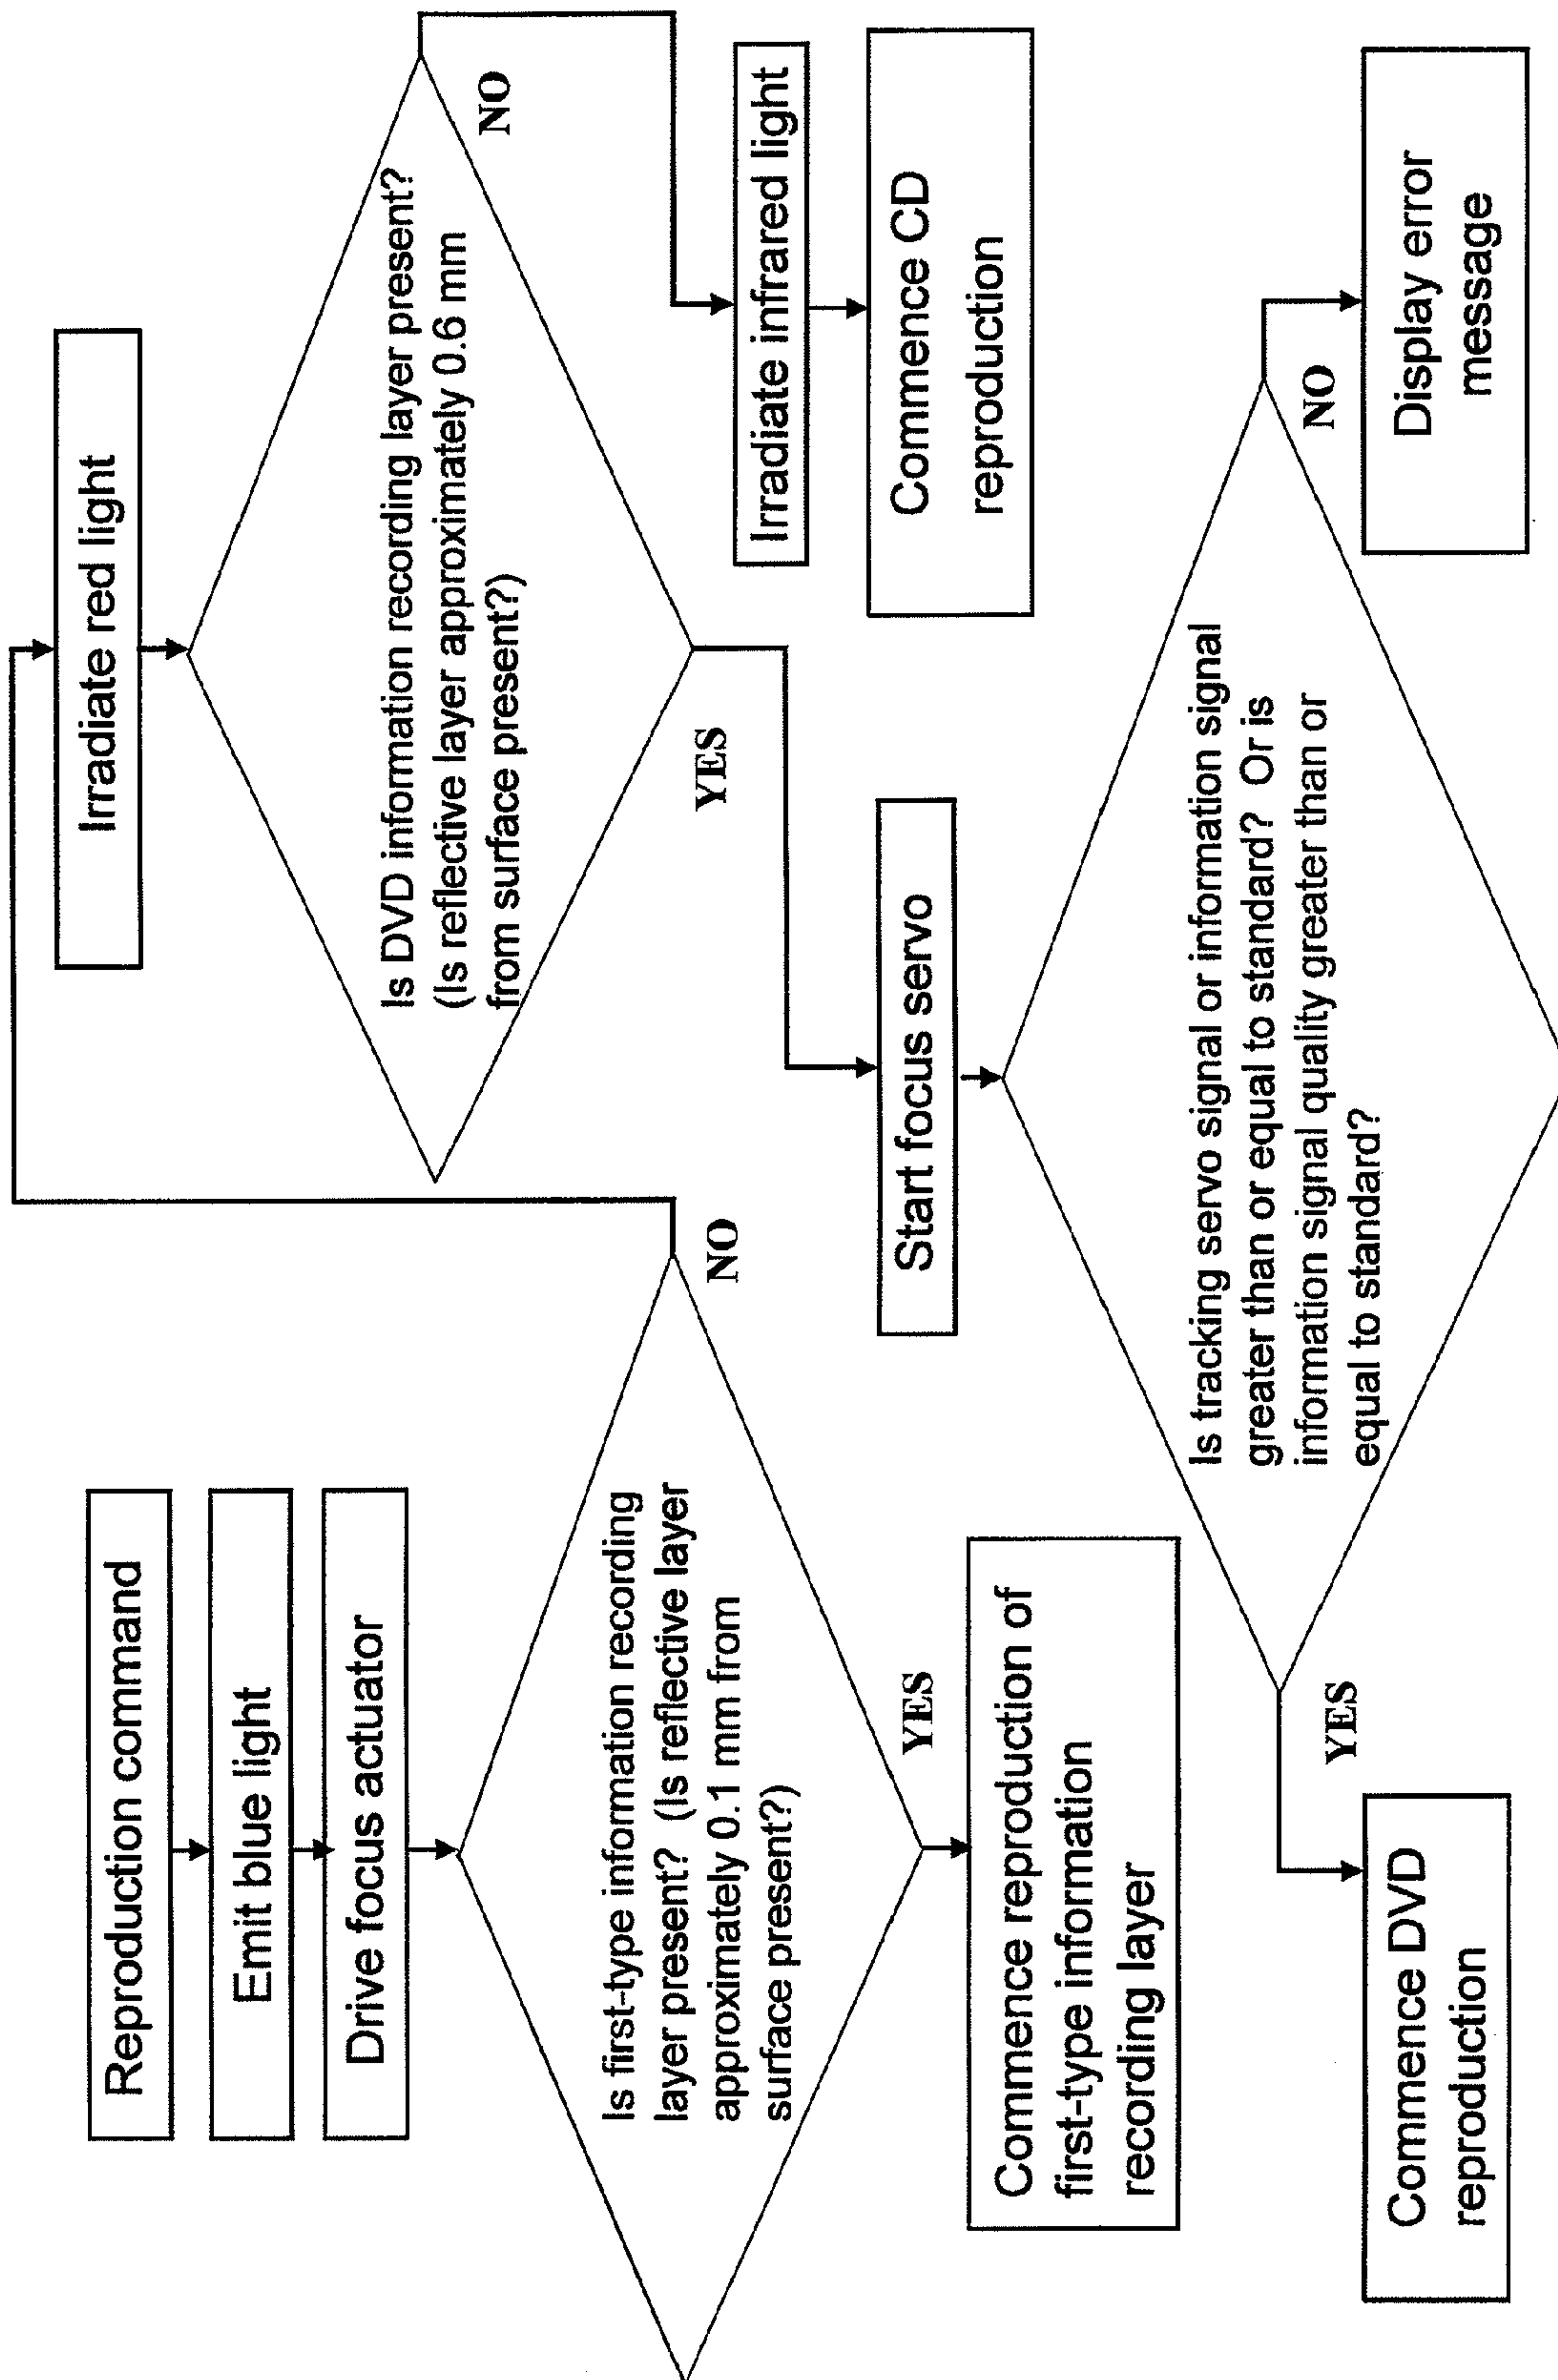 Reproduction command
Emit blue light
Drive focus actuator
Is first-type information recording
layer present?  (Is reflective layer
approximately 0.1 mm from
surface present?)
NO
YES
Commence reproduction of
first-type information
recording layer
Irradiate red light
Is DVD information recording layer present?
(Is reflective layer approximately 0.6 mm
from surface present?)
NO
YES
Irradiate infrared light
Commence CD
reproduction
Start focus servo
Is tracking servo signal or information signal
greater than or equal to standard?  Or is
information signal quality greater than or
equal to standard?
NO
YES
Display error
message
Commence DVD
reproduction